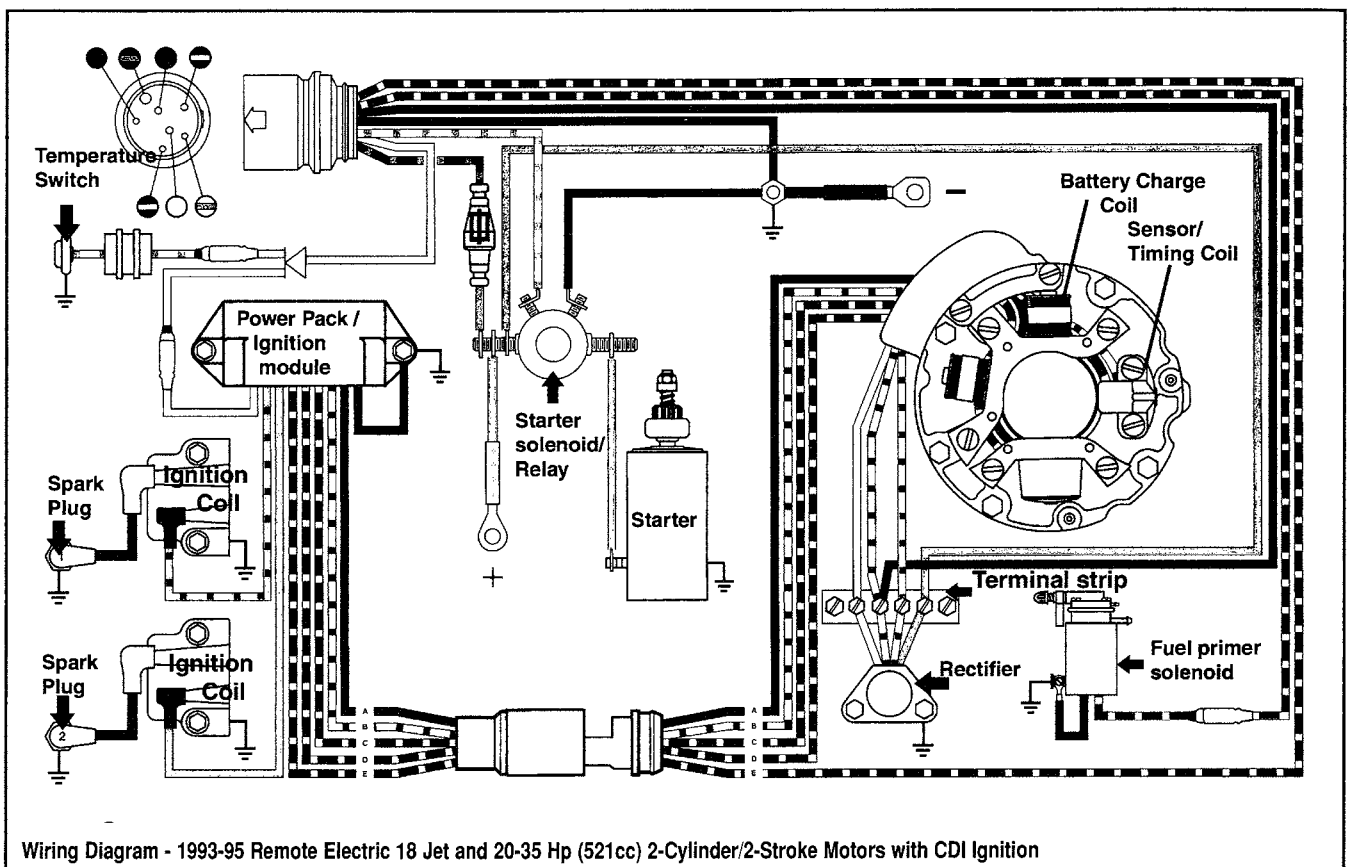 Temperature
Switch
Battery Charge
Coil
Sensor/
Timing Coil
Power Pack /
Ignition
module
Starter
solenoid/
Relay
Starter
Spark
Plug
1
Ignition
Coil
Terminal strip
Rectifier
Fuel primer
solenoid
Spark
Plug
2
Ignition
Coil
−
+
A
B
C
D
E
A
B
C
D
E
Wiring Diagram - 1993-95 Remote Electric 18 Jet and 20-35 Hp (521cc) 2-Cylinder/2-Stroke Motors with CDI Ignition